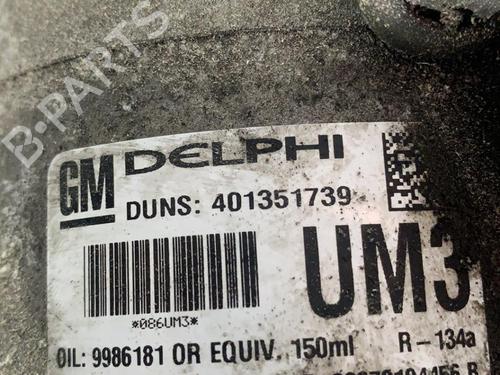 B-PARTS
GM DELPHI
DUNS: 401351739
*086UM3*
UM3
OIL: 9986181 OR EQUIV. 150ml R-134a